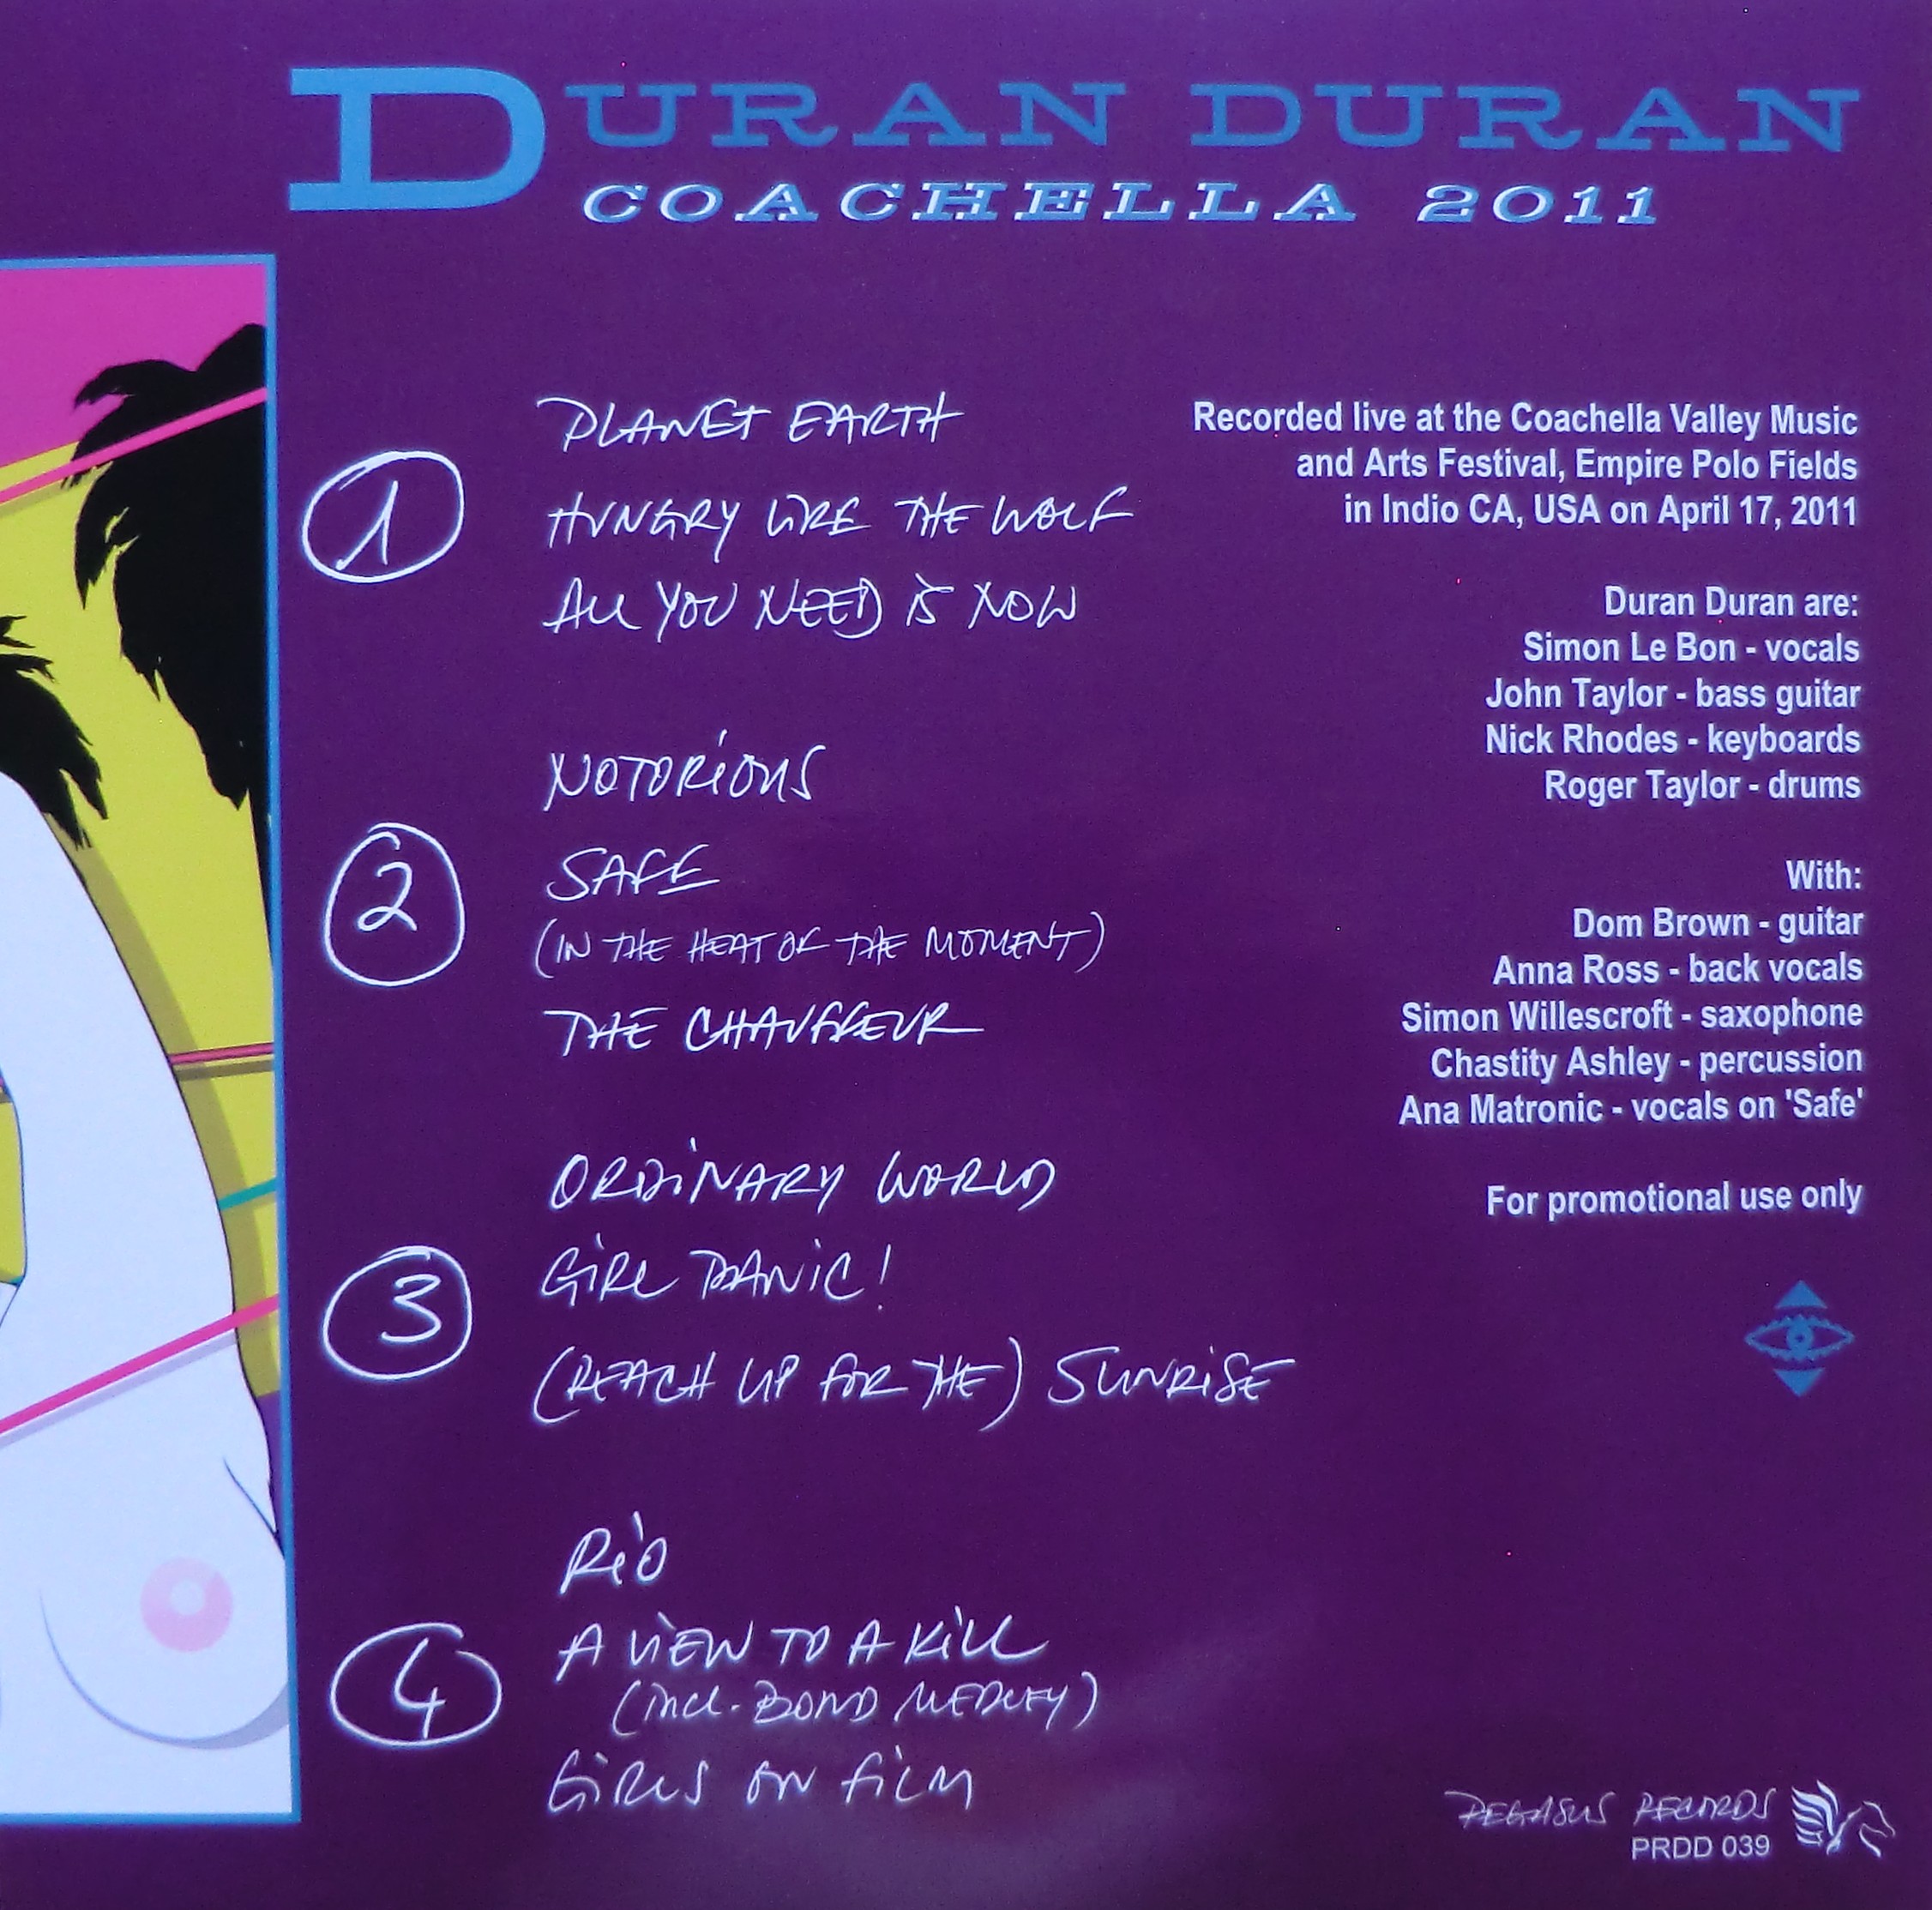 DURAN DURAN
COACHELLA 2011
1
PLANET EARTH
HUNGRY LIKE THE WOLF
ALL YOU NEED IS NOW
2
NOTORIOUS
SAFE
(IN THE HEAT OF THE MOMENT)
THE CHAUFFEUR
3
ORDINARY WORLD
GIRL PANIC!
(REACH UP FOR THE) SUNRISE
4
RIO
A VIEW TO A KILL
(INCL. BOND MEDLEY)
GIRLS ON FILM
Recorded live at the Coachella Valley Music
and Arts Festival, Empire Polo Fields
in Indio CA, USA on April 17, 2011
Duran Duran are:
Simon Le Bon - vocals
John Taylor - bass guitar
Nick Rhodes - keyboards
Roger Taylor - drums
With:
Dom Brown - guitar
Anna Ross - back vocals
Simon Willescroft - saxophone
Chastity Ashley - percussion
Ana Matronic - vocals on 'Safe'
For promotional use only
PEGASUS RECORDS
PRDD 039